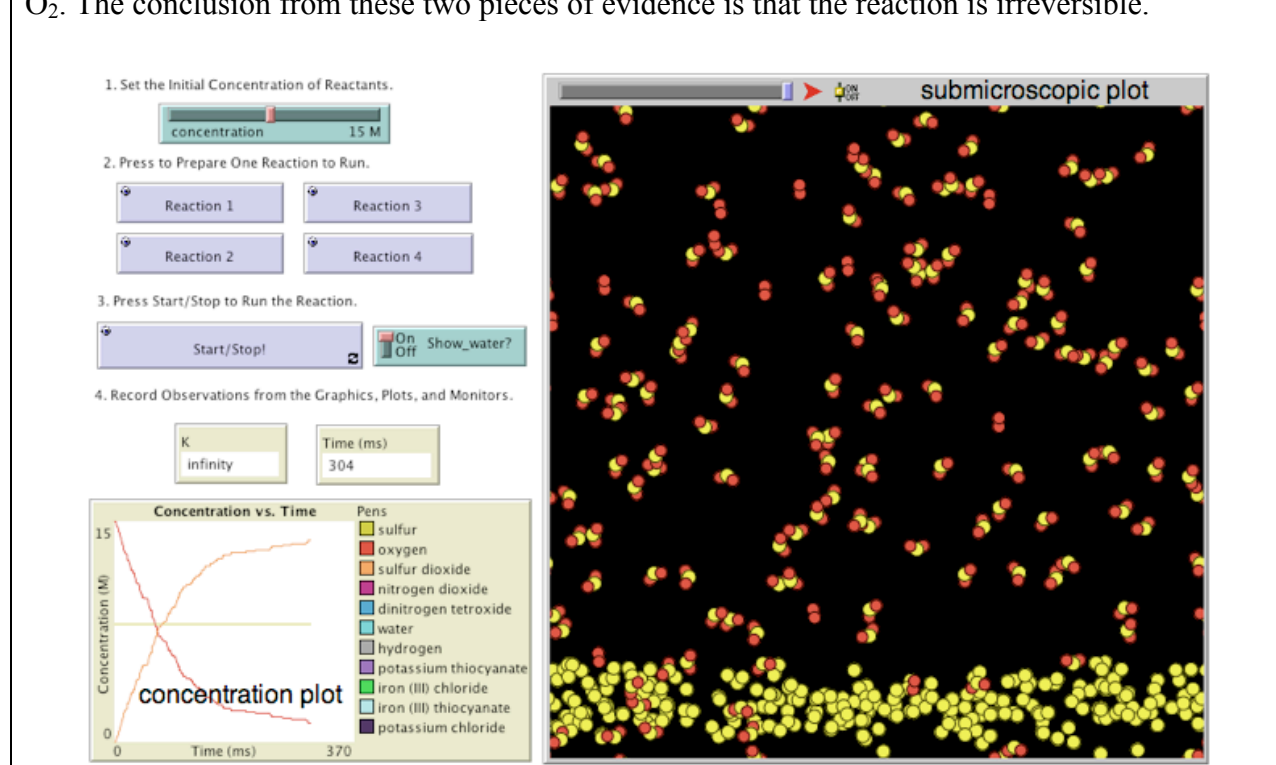 O₂. The conclusion from these two pieces of evidence is that the reaction is irreversible.
1. Set the Initial Concentration of Reactants.
concentration 15 M
2. Press to Prepare One Reaction to Run.
Reaction 1
Reaction 3
Reaction 2
Reaction 4
3. Press Start/Stop to Run the Reaction.
Start/Stop!
On
Off
Show_water?
4. Record Observations from the Graphics, Plots, and Monitors.
K
infinity
Time (ms)
304
Concentration vs. Time
15
Concentration (M)
0
concentration plot
0 Time (ms) 370
Pens
sulfur
oxygen
sulfur dioxide
nitrogen dioxide
dinitrogen tetroxide
water
hydrogen
potassium thiocyanate
iron (III) chloride
iron (III) thiocyanate
potassium chloride
ON
OFF
submicroscopic plot